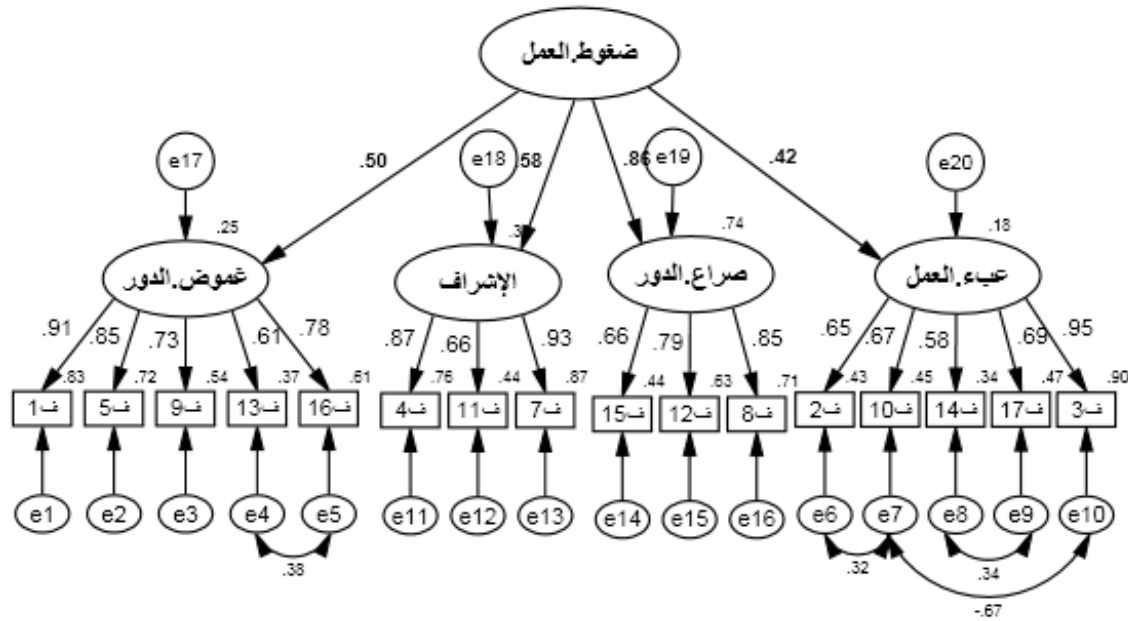 ضغوط.العمل
e17
.50
e18
.58
.86
e19
.42
e20
.25
.3
.74
.18
غموض.الدور
الإشراف
صراع.الدور
عبء.العمل
.91 .85 .73 .61 .78
.87 .66 .93
.66 .79 .85
.65 .67 .58 .69 .95
.83 .72 .54 .37 .61
.76 .44 .87
.44 .63 .71
.43 .45 .34 .47 .90
ف1 ف5 ف9 ف13 ف16
ف4 ف11 ف7
ف15 ف12 ف8
ف2 ف10 ف14 ف17 ف3
e1 e2 e3 e4 e5
e11 e12 e13
e14 e15 e16
e6 e7 e8 e9 e10
.38
.32
.34
-.67